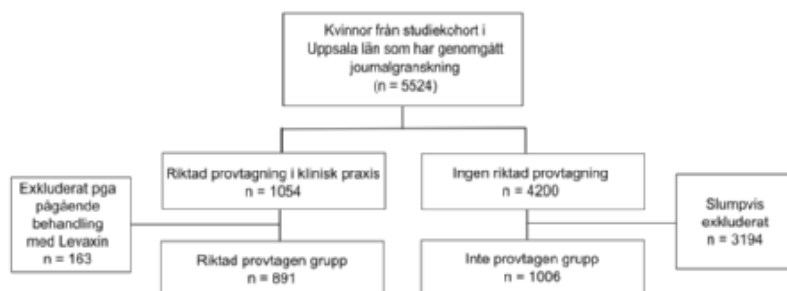 Kvinnor från studiekohort i
Uppsala län som har genomgått
journalgranskning
(n = 5524)
Riktad provtagning i klinisk praxis
n = 1054
Ingen riktad provtagning
n = 4200
Exkluderat pga
pågående
behandling
med Levaxin
n = 163
Slumpvis
exkluderat
n = 3194
Riktad provtagen grupp
n = 891
Inte provtagen grupp
n = 1006